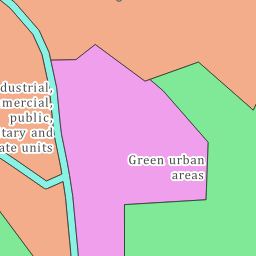 dustrial,
mercial,
public,
tary and
ate units
Green urban
areas